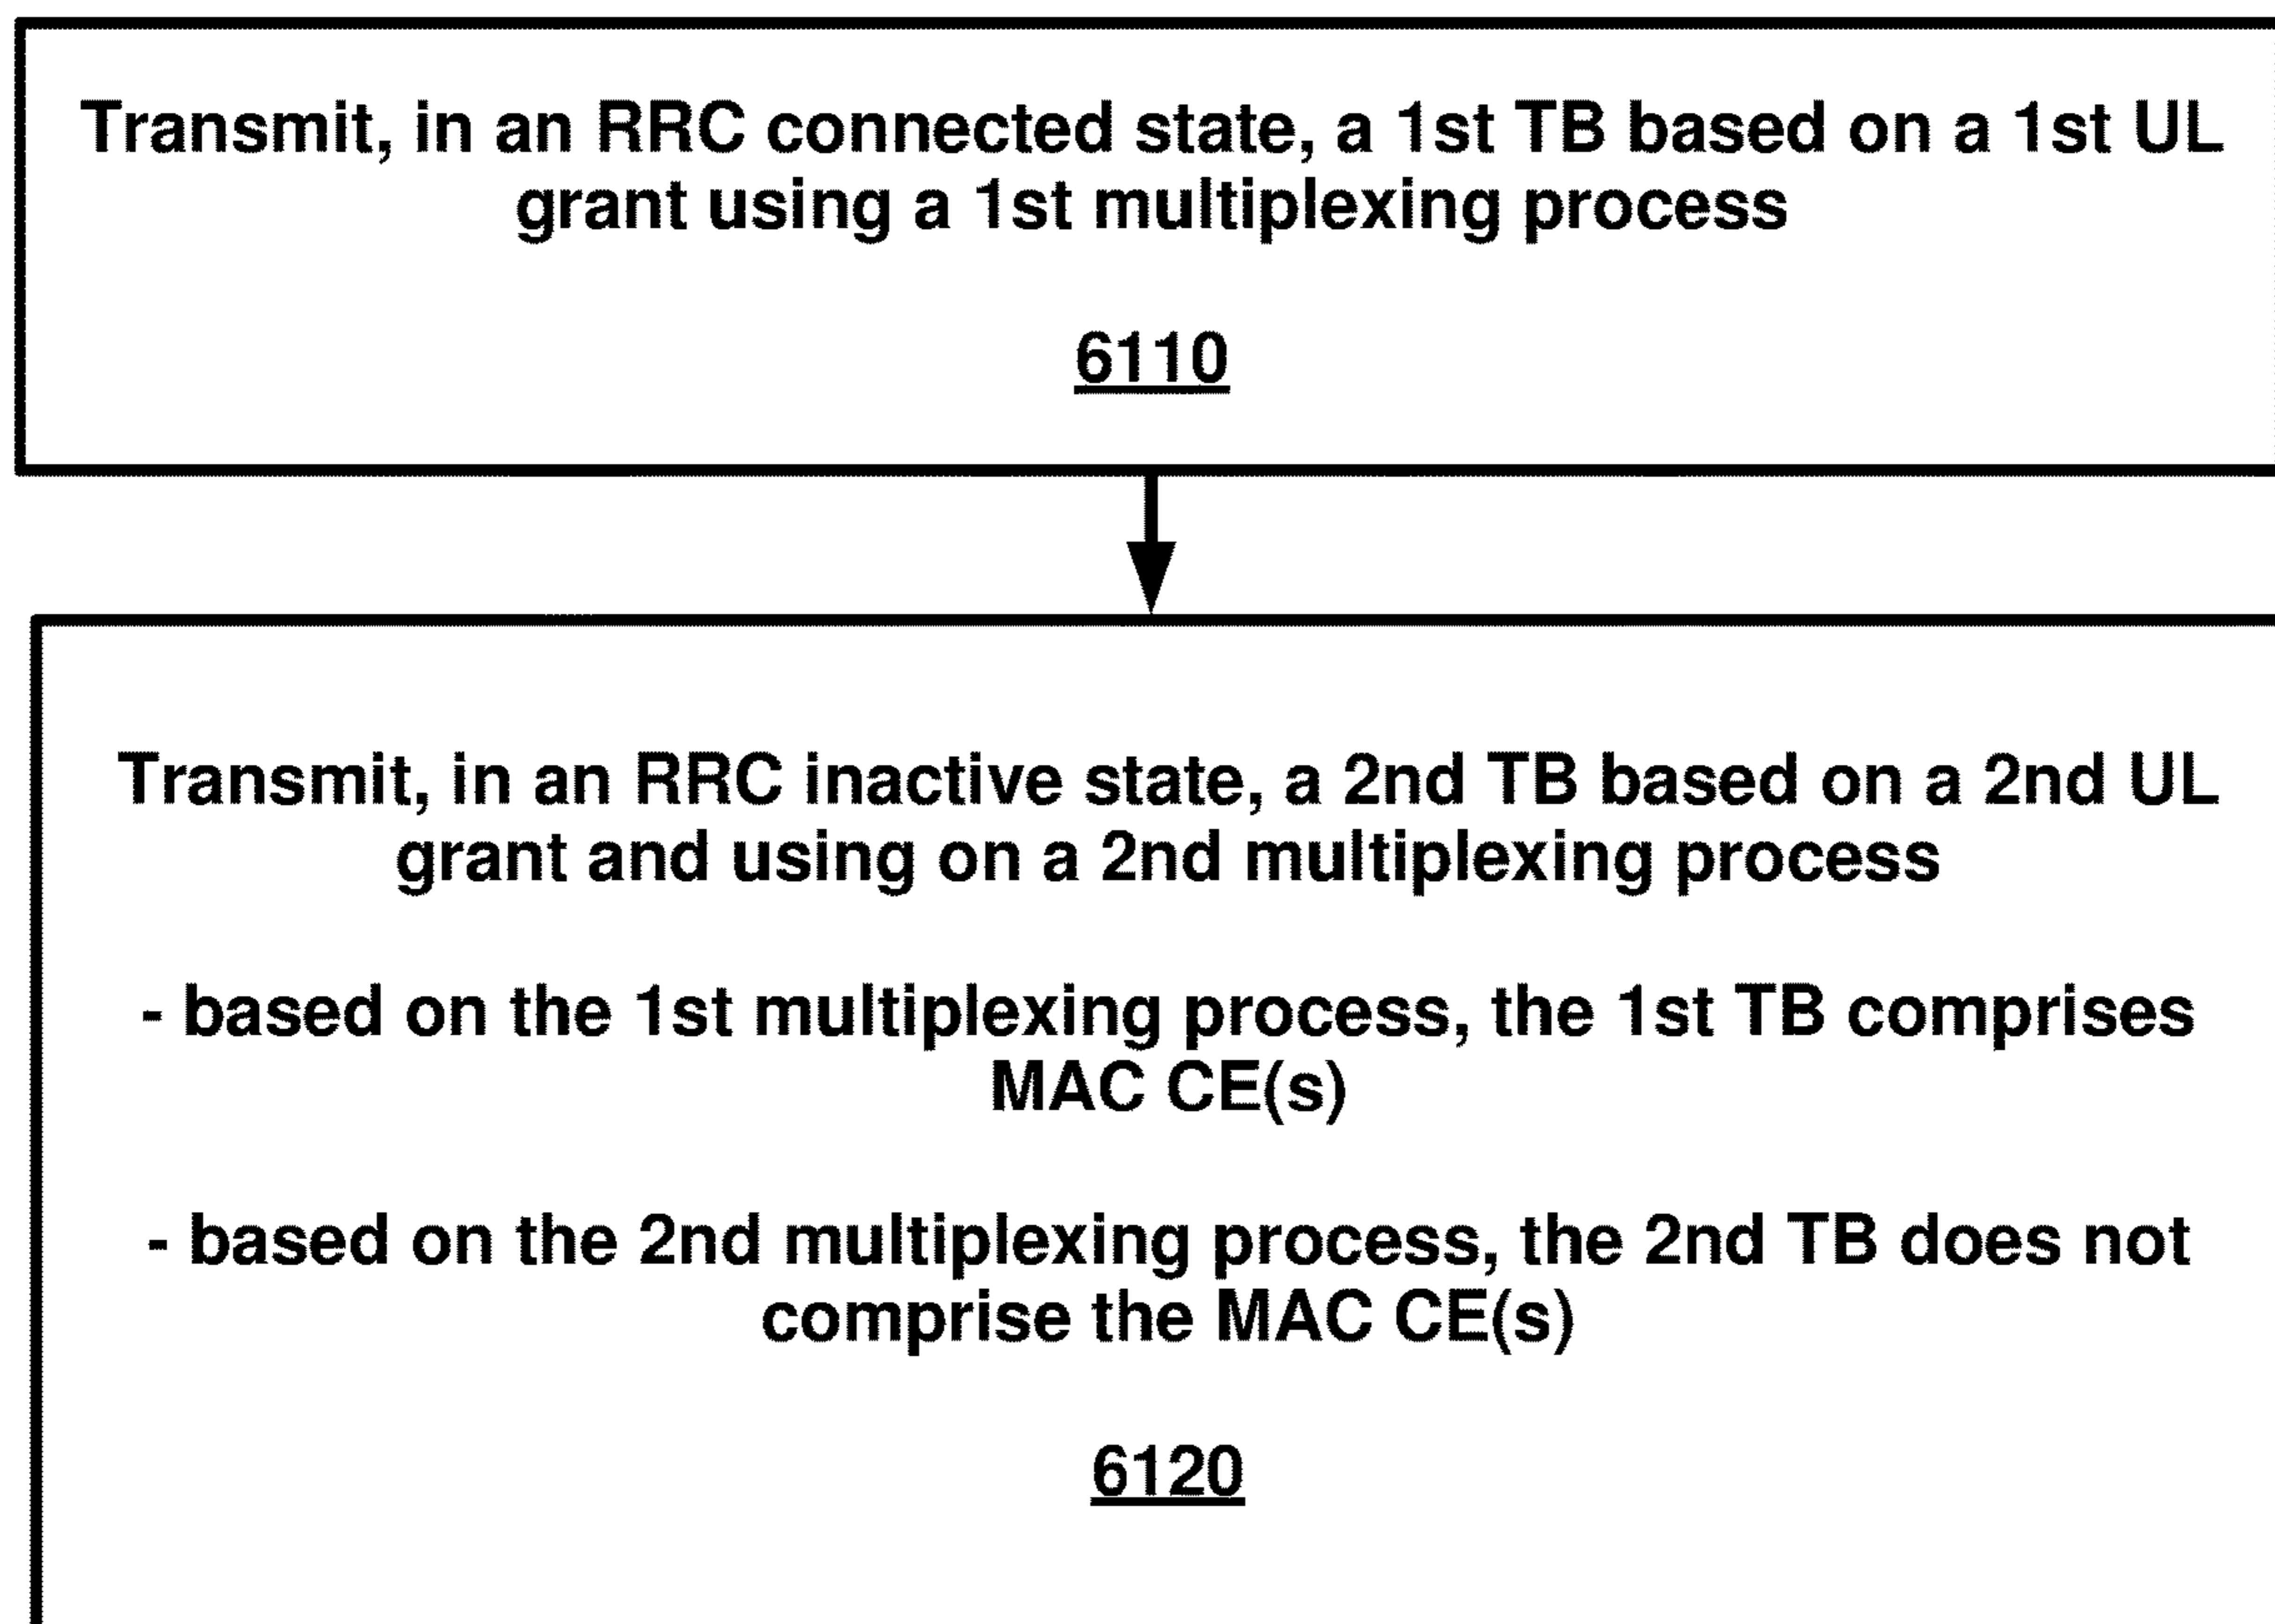 Transmit, in an RRC connected state, a 1st TB based on a 1st UL
grant using a 1st multiplexing process
6110
Transmit, in an RRC inactive state, a 2nd TB based on a 2nd UL
grant and using on a 2nd multiplexing process
- based on the 1st multiplexing process, the 1st TB comprises
MAC CE(s)
- based on the 2nd multiplexing process, the 2nd TB does not
comprise the MAC CE(s)
6120